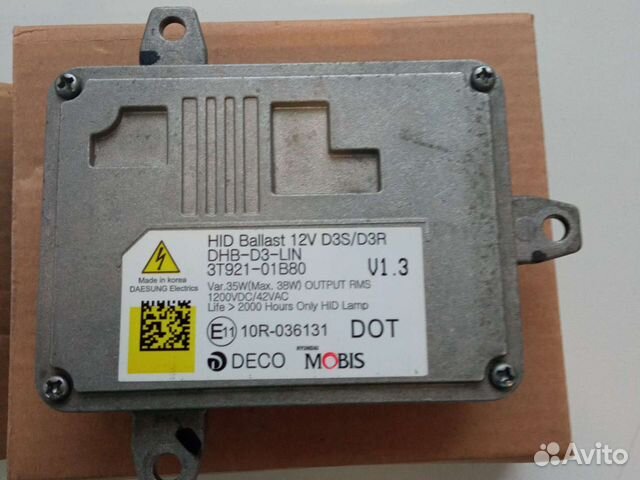 HID Ballast 12V D3S/D3R
DHB-D3-LIN
3T921-01B80 V1.3
Made in korea
DAESUNG Electrics
Var.35W(Max. 38W) OUTPUT RMS
1200VDC/42VAC
Life > 2000 Hours Only HID Lamp
E11 10R-036131 DOT
DECO
HYUNDAI
MOBIS
Avito